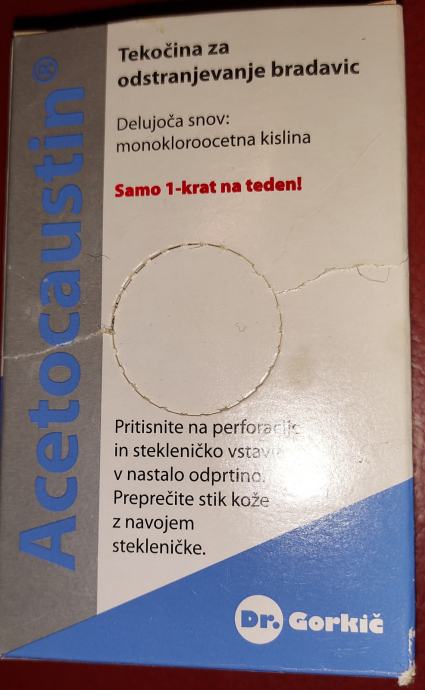 Acetocaustin®
Tekočina za
odstranjevanje bradavic
Delujoča snov:
monokloroocetna kislina
Samo 1-krat na teden!
Pritisnite na perforacijo
in stekleničko vstavite
v nastalo odprtino.
Preprečite stik kože
z navojem
stekleničke.
Dr. Gorkič